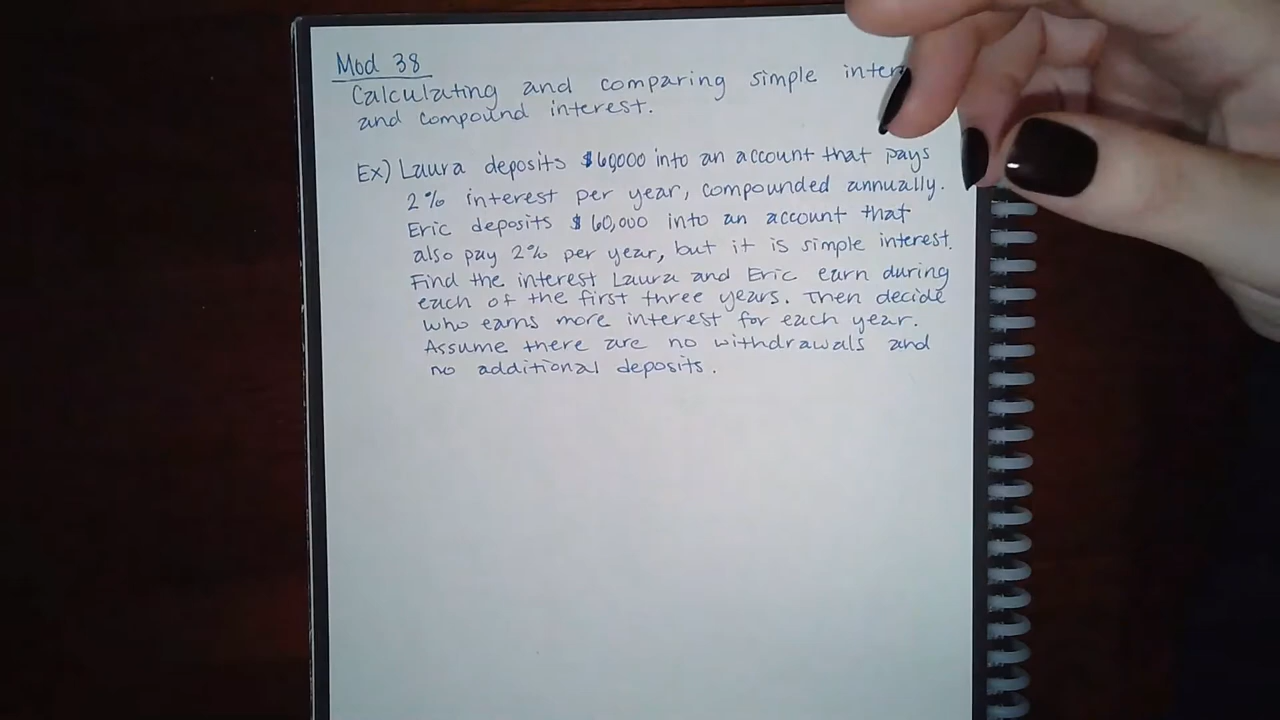 Mod 38
Calculating and comparing simple inter
and compound interest.
Ex) Laura deposits $60,000 into an account that pays
2% interest per year, compounded annually.
Eric deposits $60,000 into an account that
also pay 2% per year, but it is simple interest.
Find the interest Laura and Eric earn during
each of the first three years. Then decide
who earns more interest for each year.
Assume there are no withdrawals and
no additional deposits.